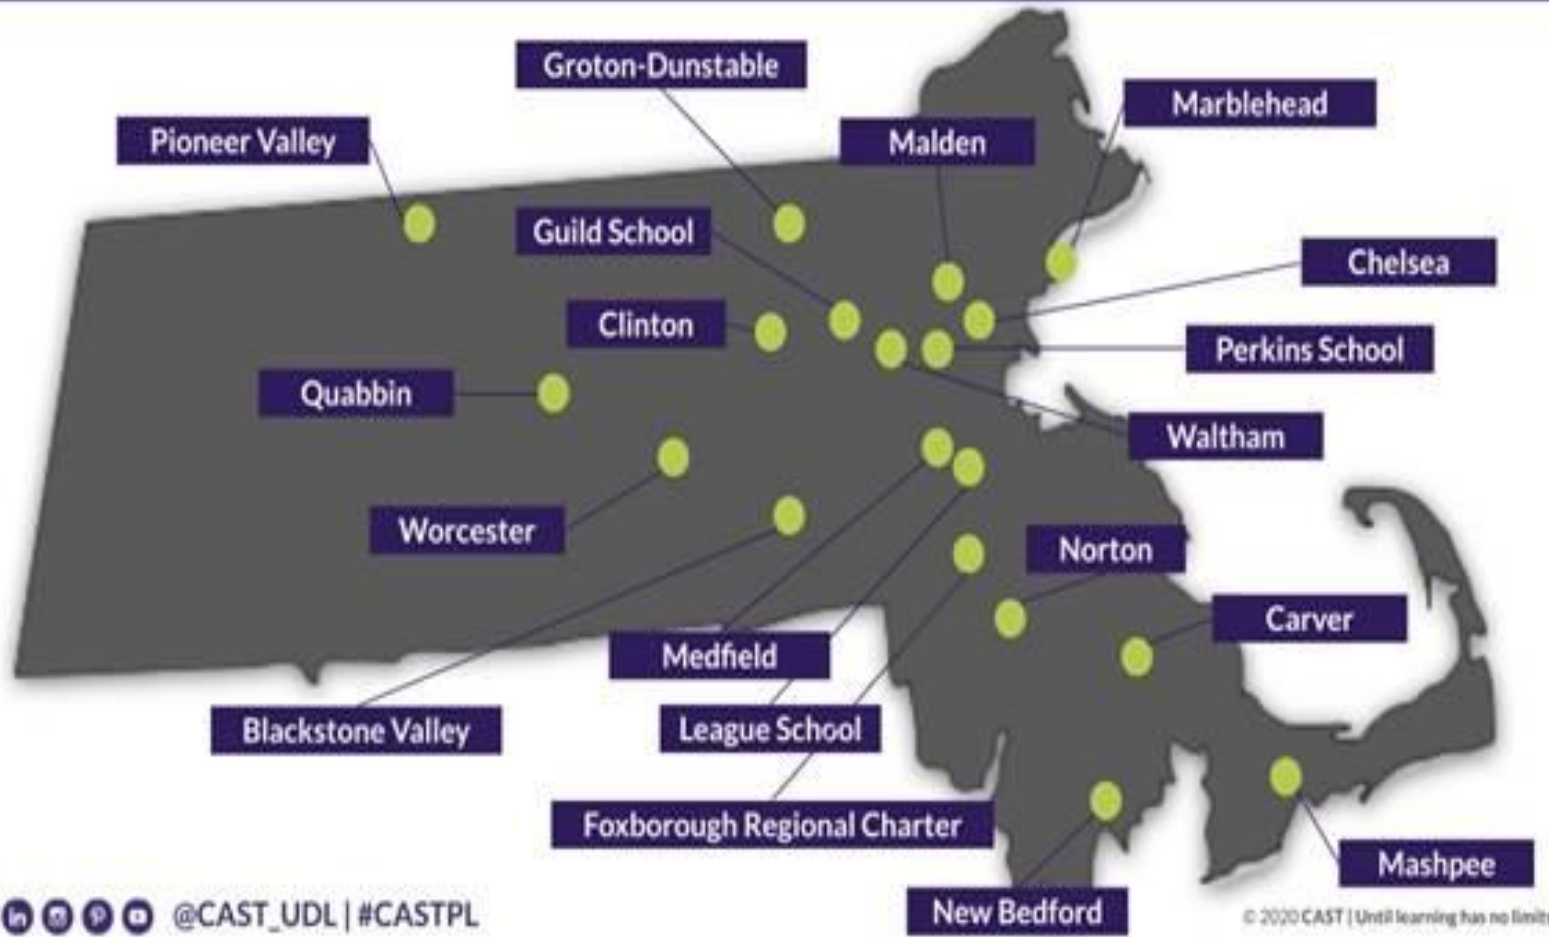 Groton-Dunstable
Marblehead
Pioneer Valley
Malden
Guild School
Chelsea
Clinton
Perkins School
Quabbin
Waltham
Worcester
Norton
Carver
Medfield
Blackstone Valley
League School
Foxborough Regional Charter
Mashpee
New Bedford
@CAST_UDL | #CASTPL
© 2020 CAST | Until learning has no limits